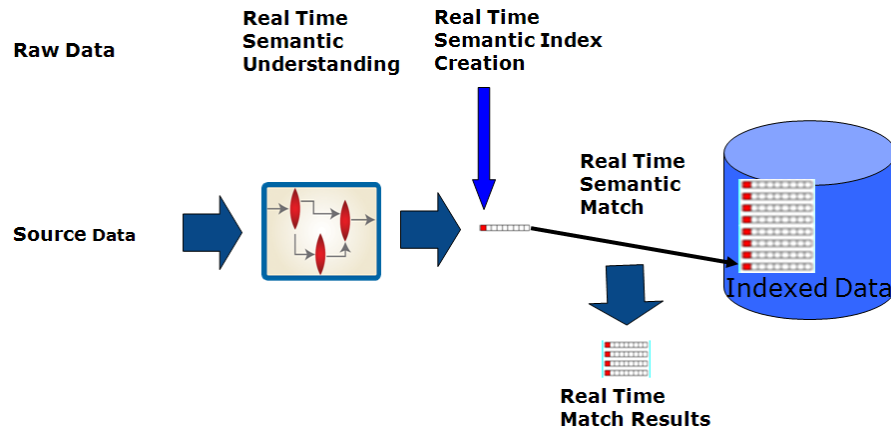 Raw Data
Real Time
Semantic
Understanding
Real Time
Semantic Index
Creation
Source Data
Real Time
Semantic
Match
Indexed Data
Real Time
Match Results